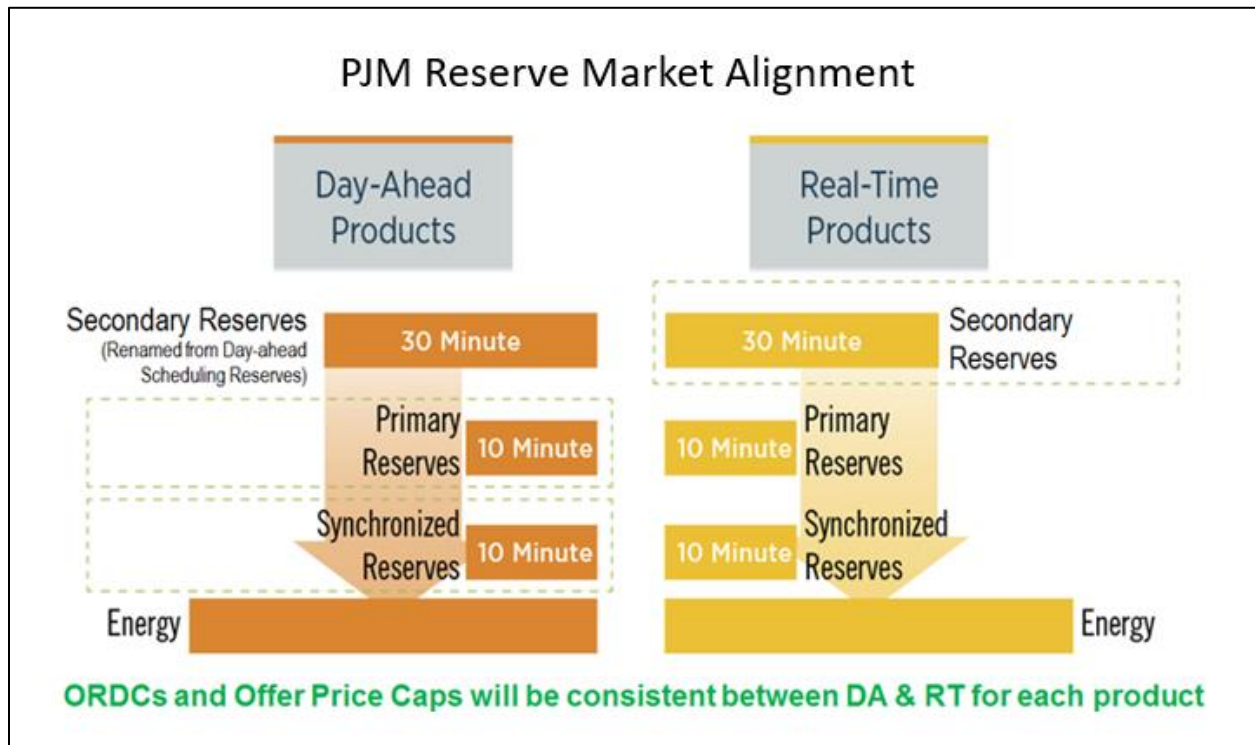 PJM Reserve Market Alignment
Day-Ahead
Products
Real-Time
Products
Secondary Reserves
(Renamed from Day-ahead
Scheduling Reserves)
30 Minute
30 Minute
Secondary
Reserves
Primary
Reserves
10 Minute
10 Minute
Primary
Reserves
Synchronized
Reserves
10 Minute
10 Minute
Synchronized
Reserves
Energy
Energy
ORDCs and Offer Price Caps will be consistent between DA & RT for each product